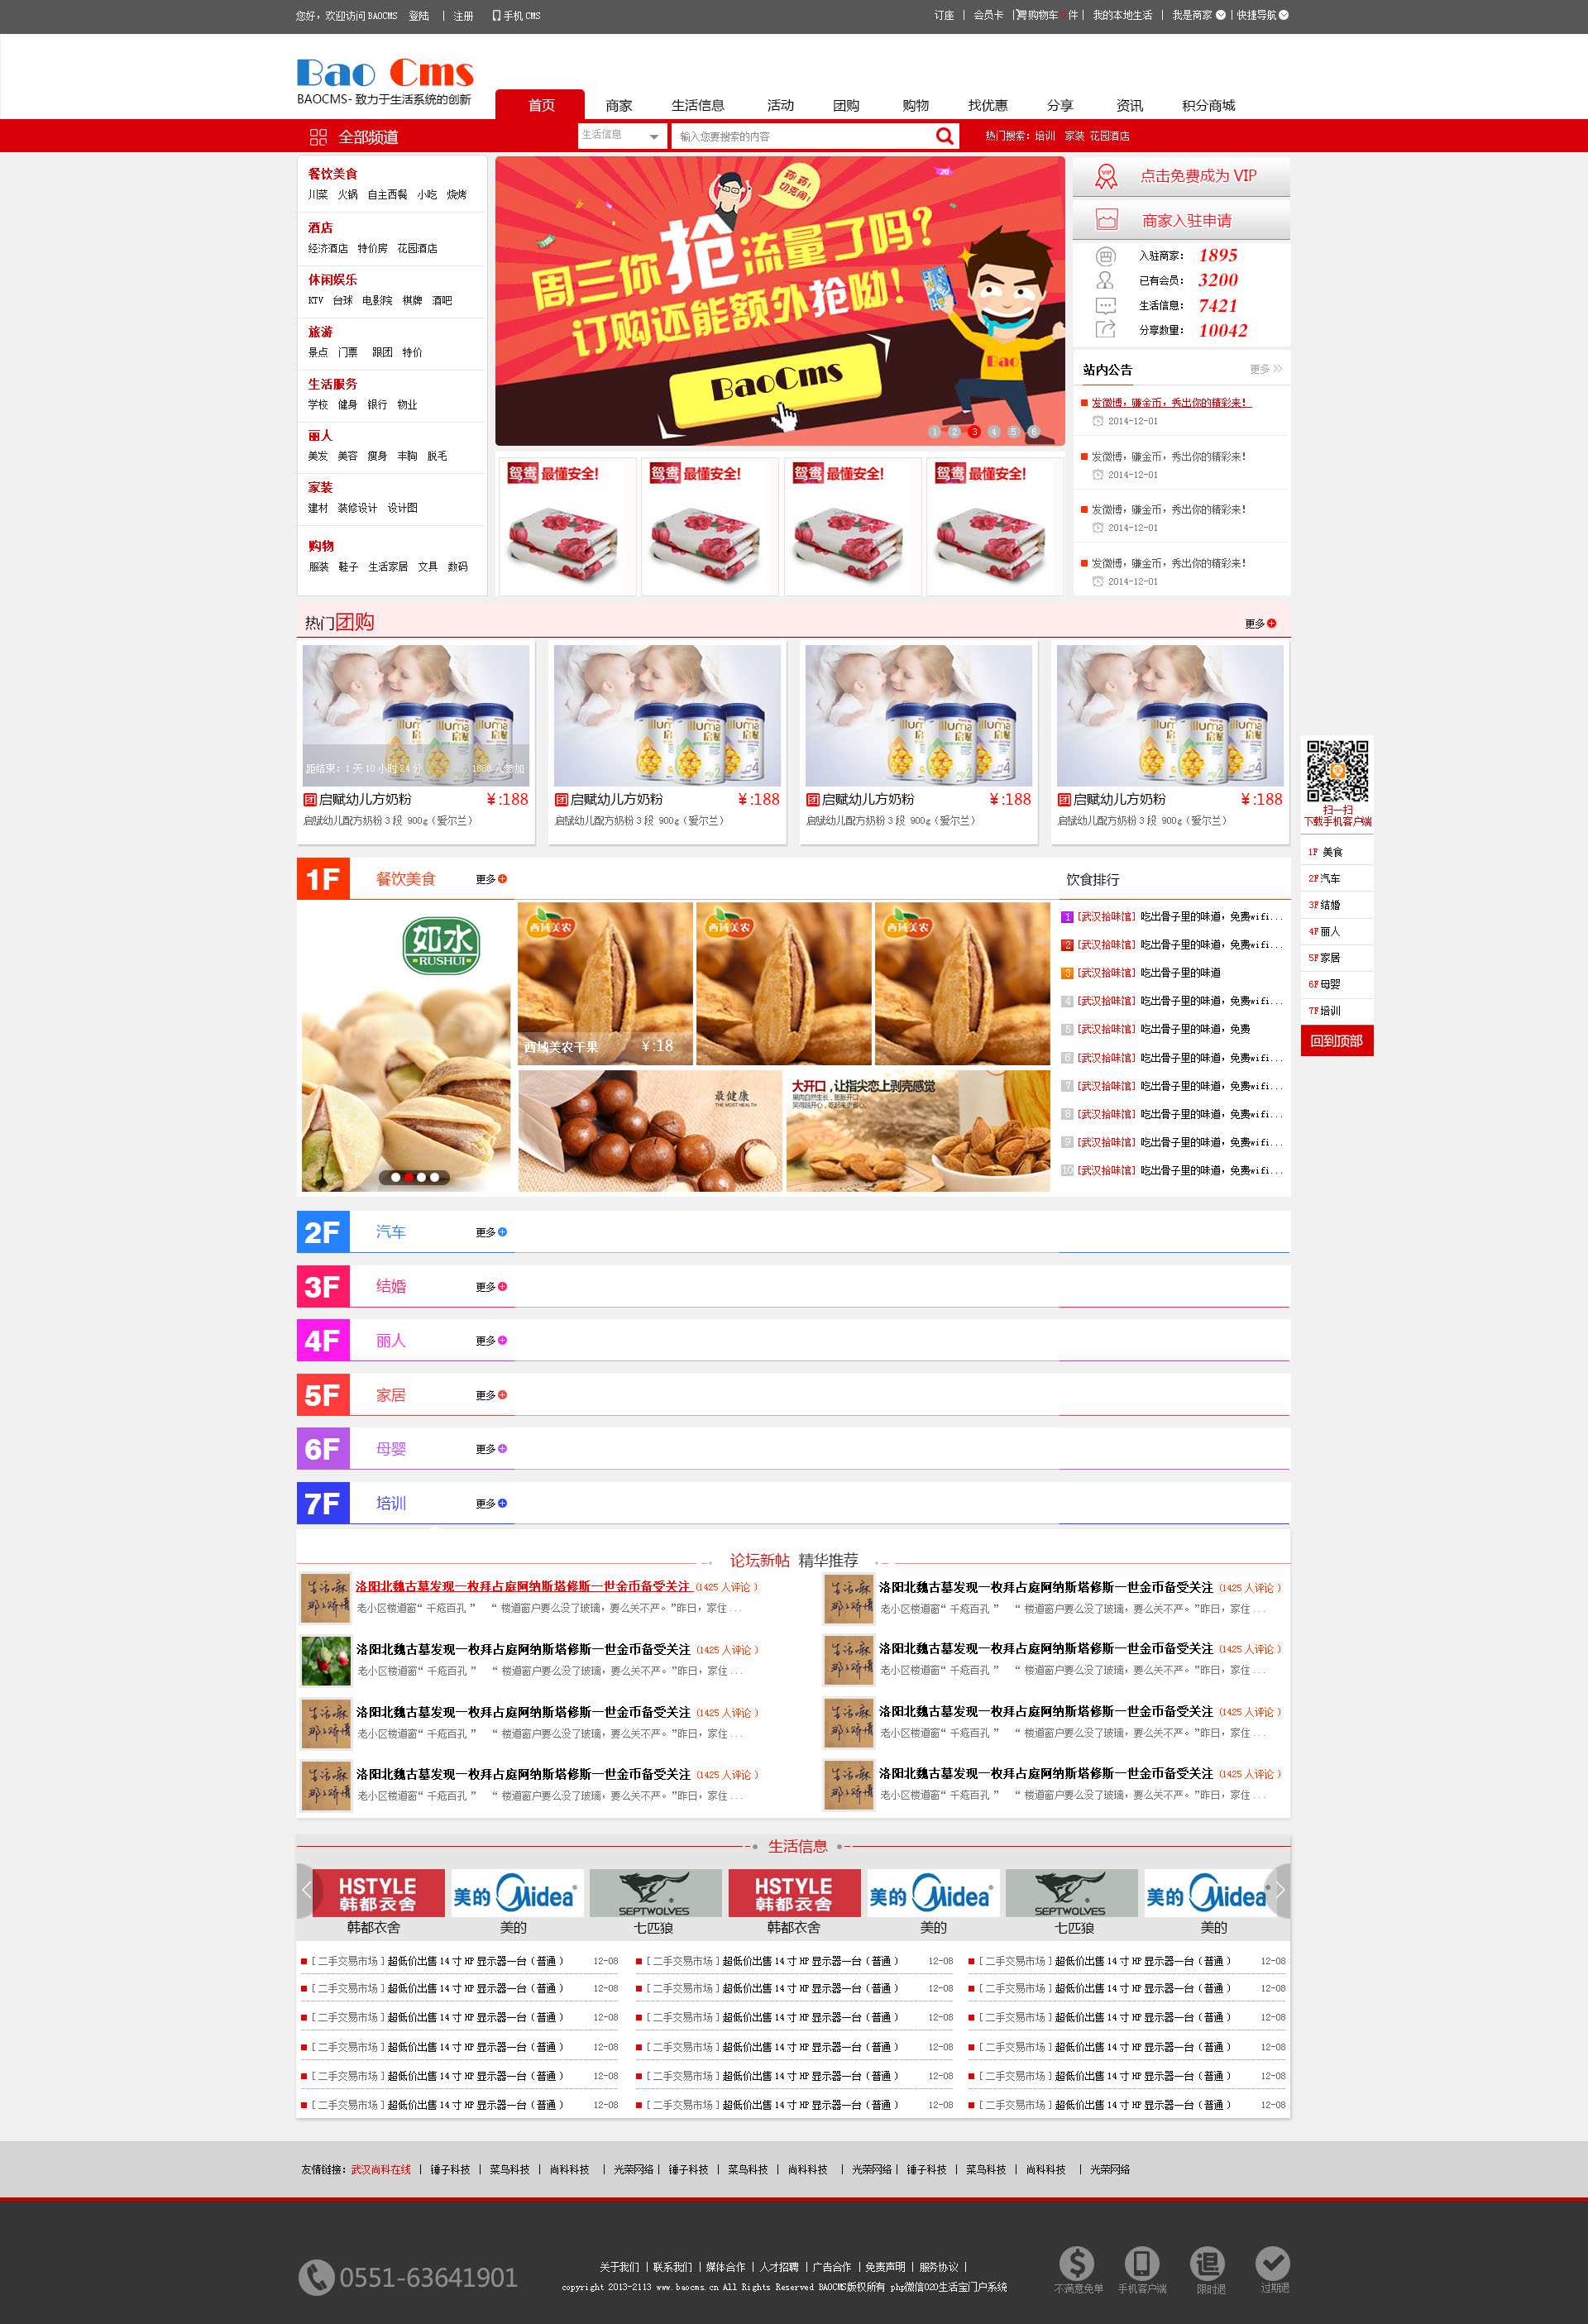 您好，欢迎访问 BAOCMS 登陆 | 注册 手机 CMS
订座 | 会员卡 | 购物车 件 | 我的本地生活 | 我是商家 | 快捷导航
Bao Cms
BAOCMS- 致力于生活系统的创新
首页 商家 生活信息 活动 团购 购物 找优惠 分享 资讯 积分商城
全部频道
生活信息
输入您要搜索的内容
热门搜索：培训 家装 花园酒店
餐饮美食
川菜 火锅 自主西餐 小吃 烧烤
酒店
经济酒店 特价房 花园酒店
休闲娱乐
KTV 台球 电影院 棋牌 酒吧
旅游
景点 门票 跟团 特价
生活服务
学校 健身 银行 物业
丽人
美发 美容 瘦身 丰胸 脱毛
家装
建材 装修设计 设计图
购物
服装 鞋子 生活家居 文具 数码
药！药！
切克闹！
周三你抢流量了吗？
订购还能额外抢呦！
BaoCms
Bao
1 2 3 4 5 6
鸳鸯 最懂安全!
鸳鸯 最懂安全!
鸳鸯 最懂安全!
鸳鸯 最懂安全!
点击免费成为 VIP
商家入驻申请
入驻商家： 1895
已有会员： 3200
生活信息： 7421
分享数量： 10042
站内公告 更多
发微博，赚金币，秀出你的精彩来！
2014-12-01
发微博，赚金币，秀出你的精彩来！
2014-12-01
发微博，赚金币，秀出你的精彩来！
2014-12-01
发微博，赚金币，秀出你的精彩来！
2014-12-01
热门团购 更多
illuma 启赋
距结束：1 天 10 小时 24 分 1888 人参加
团 启赋幼儿方奶粉 ¥:188
启赋幼儿配方奶粉 3 段 900g（爱尔兰）
illuma 启赋
团 启赋幼儿方奶粉 ¥:188
启赋幼儿配方奶粉 3 段 900g（爱尔兰）
illuma 启赋
团 启赋幼儿方奶粉 ¥:188
启赋幼儿配方奶粉 3 段 900g（爱尔兰）
illuma 启赋
团 启赋幼儿方奶粉 ¥:188
启赋幼儿配方奶粉 3 段 900g（爱尔兰）
扫一扫
下载手机客户端
1F 美食
2F 汽车
3F 结婚
4F 丽人
5F 家居
6F 母婴
7F 培训
回到顶部
1F 餐饮美食 更多
饮食排行
如水
RUSHUI
西域美农
西域美农
西域美农
西域美农干果 ¥:18
最健康
THE MOST HEALTH
大开口，让指尖恋上剥壳感觉
果肉自然生长，膨胀开口，
笑得越开心，吃起来更省心。
1 [武汉拾味馆] 吃出骨子里的味道，免费wifi...
2 [武汉拾味馆] 吃出骨子里的味道，免费wifi...
3 [武汉拾味馆] 吃出骨子里的味道
4 [武汉拾味馆] 吃出骨子里的味道，免费wifi...
5 [武汉拾味馆] 吃出骨子里的味道，免费
6 [武汉拾味馆] 吃出骨子里的味道，免费wifi...
7 [武汉拾味馆] 吃出骨子里的味道，免费wifi...
8 [武汉拾味馆] 吃出骨子里的味道，免费wifi...
9 [武汉拾味馆] 吃出骨子里的味道，免费wifi...
10 [武汉拾味馆] 吃出骨子里的味道，免费wifi...
2F 汽车 更多
3F 结婚 更多
4F 丽人 更多
5F 家居 更多
6F 母婴 更多
7F 培训 更多
论坛新帖 精华推荐
洛阳北魏古墓发现一枚拜占庭阿纳斯塔修斯一世金币备受关注（1425 人评论）
老小区楼道窗“ 千疮百孔 ” “ 楼道窗户要么没了玻璃，要么关不严。”昨日，家住 ...
洛阳北魏古墓发现一枚拜占庭阿纳斯塔修斯一世金币备受关注（1425 人评论）
老小区楼道窗“ 千疮百孔 ” “ 楼道窗户要么没了玻璃，要么关不严。”昨日，家住 ...
洛阳北魏古墓发现一枚拜占庭阿纳斯塔修斯一世金币备受关注（1425 人评论）
老小区楼道窗“ 千疮百孔 ” “ 楼道窗户要么没了玻璃，要么关不严。”昨日，家住 ...
洛阳北魏古墓发现一枚拜占庭阿纳斯塔修斯一世金币备受关注（1425 人评论）
老小区楼道窗“ 千疮百孔 ” “ 楼道窗户要么没了玻璃，要么关不严。”昨日，家住 ...
洛阳北魏古墓发现一枚拜占庭阿纳斯塔修斯一世金币备受关注（1425 人评论）
老小区楼道窗“ 千疮百孔 ” “ 楼道窗户要么没了玻璃，要么关不严。”昨日，家住 ...
洛阳北魏古墓发现一枚拜占庭阿纳斯塔修斯一世金币备受关注（1425 人评论）
老小区楼道窗“ 千疮百孔 ” “ 楼道窗户要么没了玻璃，要么关不严。”昨日，家住 ...
洛阳北魏古墓发现一枚拜占庭阿纳斯塔修斯一世金币备受关注（1425 人评论）
老小区楼道窗“ 千疮百孔 ” “ 楼道窗户要么没了玻璃，要么关不严。”昨日，家住 ...
洛阳北魏古墓发现一枚拜占庭阿纳斯塔修斯一世金币备受关注（1425 人评论）
老小区楼道窗“ 千疮百孔 ” “ 楼道窗户要么没了玻璃，要么关不严。”昨日，家住 ...
生活信息
HSTYLE 韩都衣舍 美的 Midea SEPTWOLVES HSTYLE 韩都衣舍 美的 Midea SEPTWOLVES 美的 Midea
韩都衣舍 美的 七匹狼 韩都衣舍 美的 七匹狼 美的
[ 二手交易市场 ] 超低价出售 14 寸 HP 显示器一台（普通） 12-08 [ 二手交易市场 ] 超低价出售 14 寸 HP 显示器一台（普通） 12-08 [ 二手交易市场 ] 超低价出售 14 寸 HP 显示器一台（普通） 12-08
[ 二手交易市场 ] 超低价出售 14 寸 HP 显示器一台（普通） 12-08 [ 二手交易市场 ] 超低价出售 14 寸 HP 显示器一台（普通） 12-08 [ 二手交易市场 ] 超低价出售 14 寸 HP 显示器一台（普通） 12-08
[ 二手交易市场 ] 超低价出售 14 寸 HP 显示器一台（普通） 12-08 [ 二手交易市场 ] 超低价出售 14 寸 HP 显示器一台（普通） 12-08 [ 二手交易市场 ] 超低价出售 14 寸 HP 显示器一台（普通） 12-08
[ 二手交易市场 ] 超低价出售 14 寸 HP 显示器一台（普通） 12-08 [ 二手交易市场 ] 超低价出售 14 寸 HP 显示器一台（普通） 12-08 [ 二手交易市场 ] 超低价出售 14 寸 HP 显示器一台（普通） 12-08
[ 二手交易市场 ] 超低价出售 14 寸 HP 显示器一台（普通） 12-08 [ 二手交易市场 ] 超低价出售 14 寸 HP 显示器一台（普通） 12-08 [ 二手交易市场 ] 超低价出售 14 寸 HP 显示器一台（普通） 12-08
[ 二手交易市场 ] 超低价出售 14 寸 HP 显示器一台（普通） 12-08 [ 二手交易市场 ] 超低价出售 14 寸 HP 显示器一台（普通） 12-08 [ 二手交易市场 ] 超低价出售 14 寸 HP 显示器一台（普通） 12-08
友情链接：武汉尚科在线 | 锤子科技 | 菜鸟科技 | 尚科科技 | 光荣网络 | 锤子科技 | 菜鸟科技 | 尚科科技 | 光荣网络 | 锤子科技 | 菜鸟科技 | 尚科科技 | 光荣网络
0551-63641901
关于我们 | 联系我们 | 媒体合作 | 人才招聘 | 广告合作 | 免责声明 | 服务协议 |
copyright 2013-2113 www.baocms.cn All Rights Reserved BAOCMS版权所有 php微信O2O生活宝门户系统
不满意免单 手机客户端 限时退 过期退